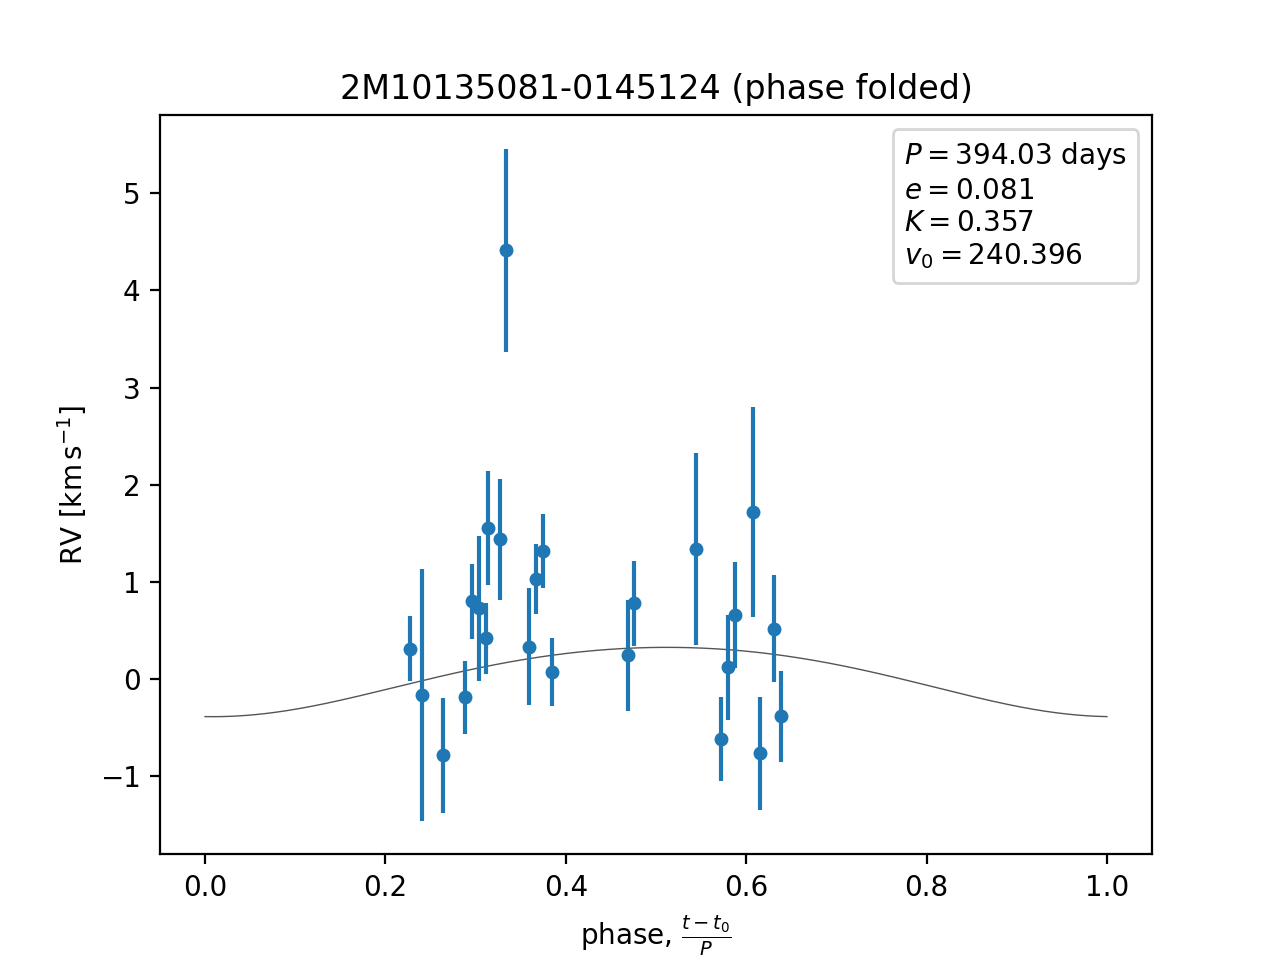 2M10135081-0145124 (phase folded)
P = 394.03 days
e = 0.081
K = 0.357
v₀ = 240.396
5
4
3
2
1
0
−1
RV [km s⁻¹]
0.0 0.2 0.4 0.6 0.8 1.0
phase, (t − t₀)/P